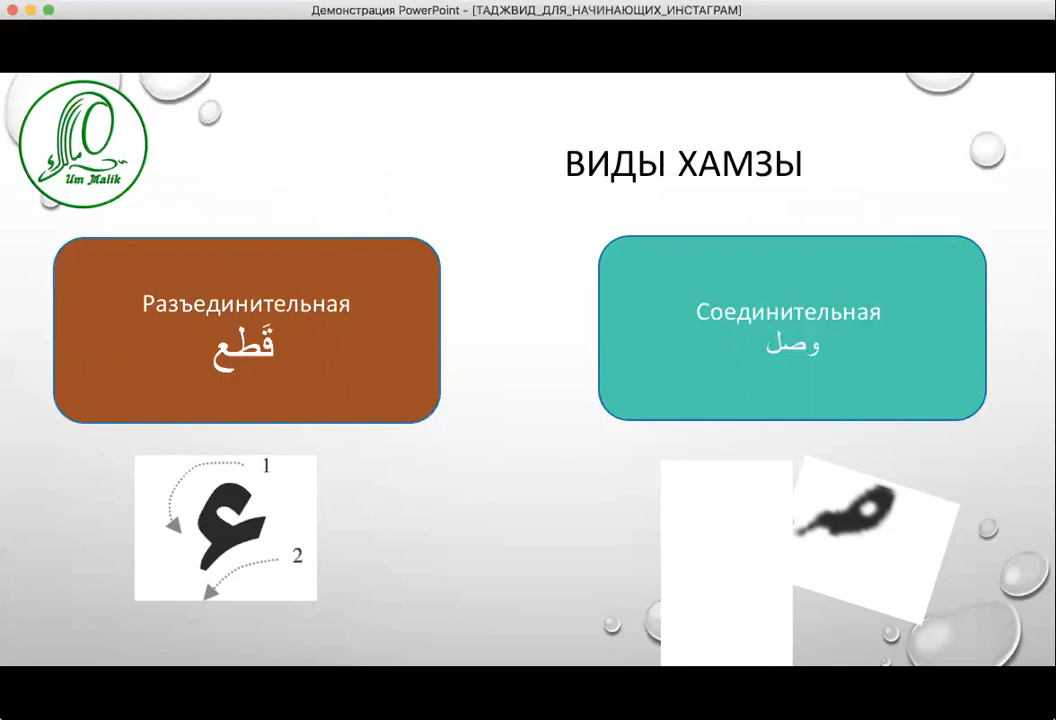 Демонстрация PowerPoint - [ТАДЖВИД_ДЛЯ_НАЧИНАЮЩИХ_ИНСТАГРАМ]
Um Malik
ВИДЫ ХАМЗЫ
Разъединительная
قَطع
Соединительная
وصل
1
ء
2